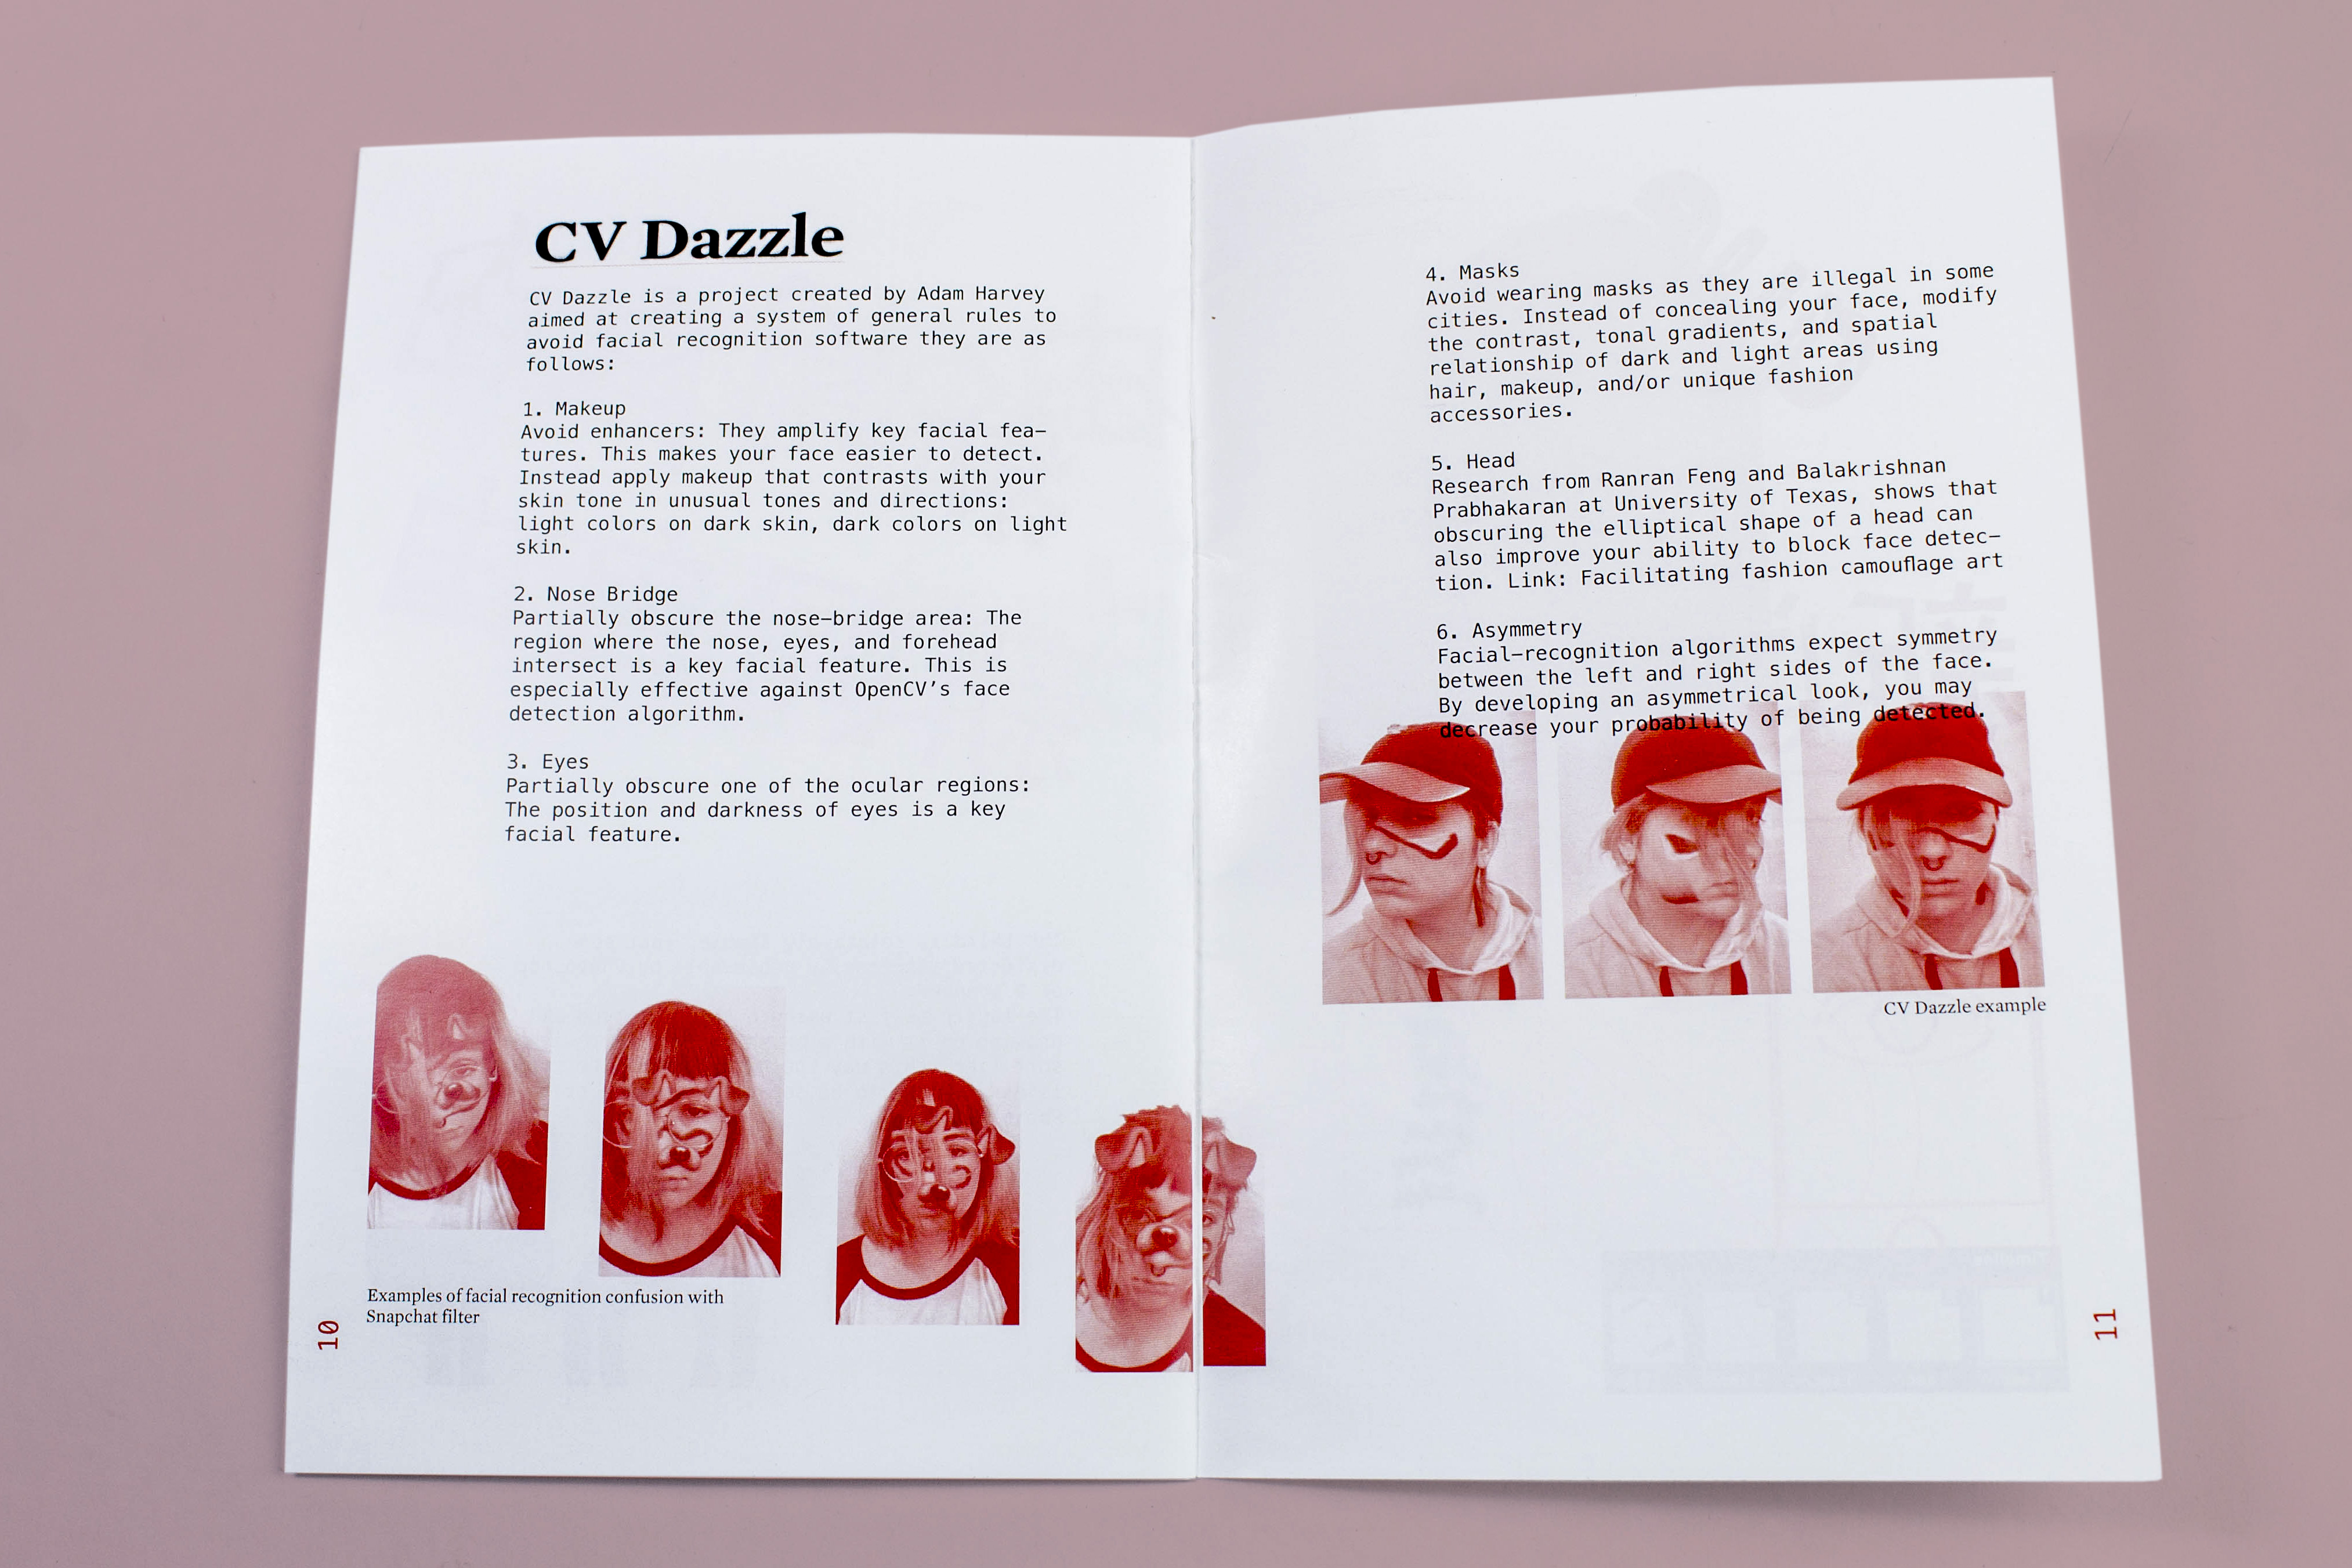 CV Dazzle
CV Dazzle is a project created by Adam Harvey
aimed at creating a system of general rules to
avoid facial recognition software they are as
follows:
1. Makeup
Avoid enhancers: They amplify key facial fea–
tures. This makes your face easier to detect.
Instead apply makeup that contrasts with your
skin tone in unusual tones and directions:
light colors on dark skin, dark colors on light
skin.
2. Nose Bridge
Partially obscure the nose–bridge area: The
region where the nose, eyes, and forehead
intersect is a key facial feature. This is
especially effective against OpenCV's face
detection algorithm.
3. Eyes
Partially obscure one of the ocular regions:
The position and darkness of eyes is a key
facial feature.
Examples of facial recognition confusion with
Snapchat filter
10
4. Masks
Avoid wearing masks as they are illegal in some
cities. Instead of concealing your face, modify
the contrast, tonal gradients, and spatial
relationship of dark and light areas using
hair, makeup, and/or unique fashion
accessories.
5. Head
Research from Ranran Feng and Balakrishnan
Prabhakaran at University of Texas, shows that
obscuring the elliptical shape of a head can
also improve your ability to block face detec–
tion. Link: Facilitating fashion camouflage art
6. Asymmetry
Facial–recognition algorithms expect symmetry
between the left and right sides of the face.
By developing an asymmetrical look, you may
decrease your probability of being detected.
CV Dazzle example
11